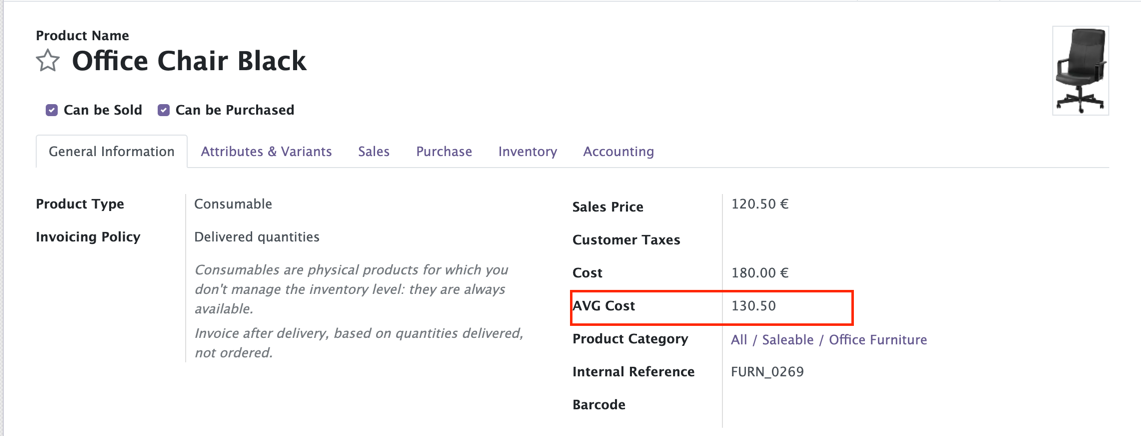 Product Name
Office Chair Black
Can be Sold Can be Purchased
General Information Attributes & Variants Sales Purchase Inventory Accounting
Product Type Consumable
Invoicing Policy Delivered quantities
Consumables are physical products for which you
don't manage the inventory level: they are always
available.
Invoice after delivery, based on quantities delivered,
not ordered.
Sales Price 120.50 €
Customer Taxes
Cost 180.00 €
AVG Cost 130.50
Product Category All / Saleable / Office Furniture
Internal Reference FURN_0269
Barcode